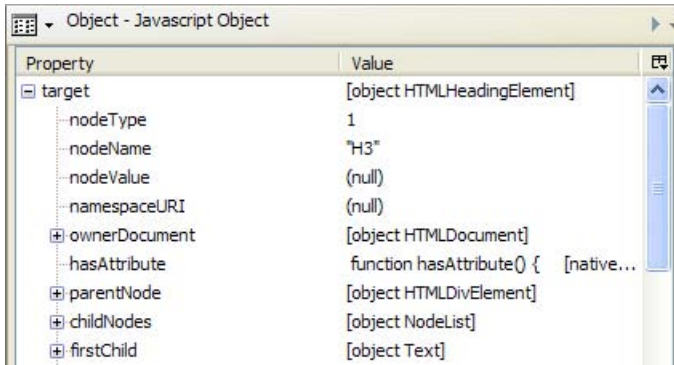 Object - Javascript Object
Property Value
target [object HTMLHeadingElement]
nodeType 1
nodeName "H3"
nodeValue (null)
namespaceURI (null)
ownerDocument [object HTMLDocument]
hasAttribute function hasAttribute() { [native...
parentNode [object HTMLDivElement]
childNodes [object NodeList]
firstChild [object Text]